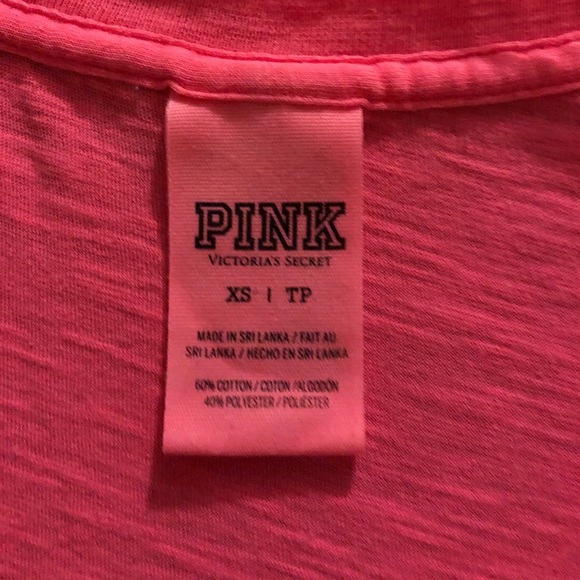 PINK
VICTORIA'S SECRET
XS | TP
MADE IN SRI LANKA / FAIT AU
SRI LANKA / HECHO EN SRI LANKA
60% COTTON / COTON / ALGODÓN
40% POLYESTER / POLIÉSTER